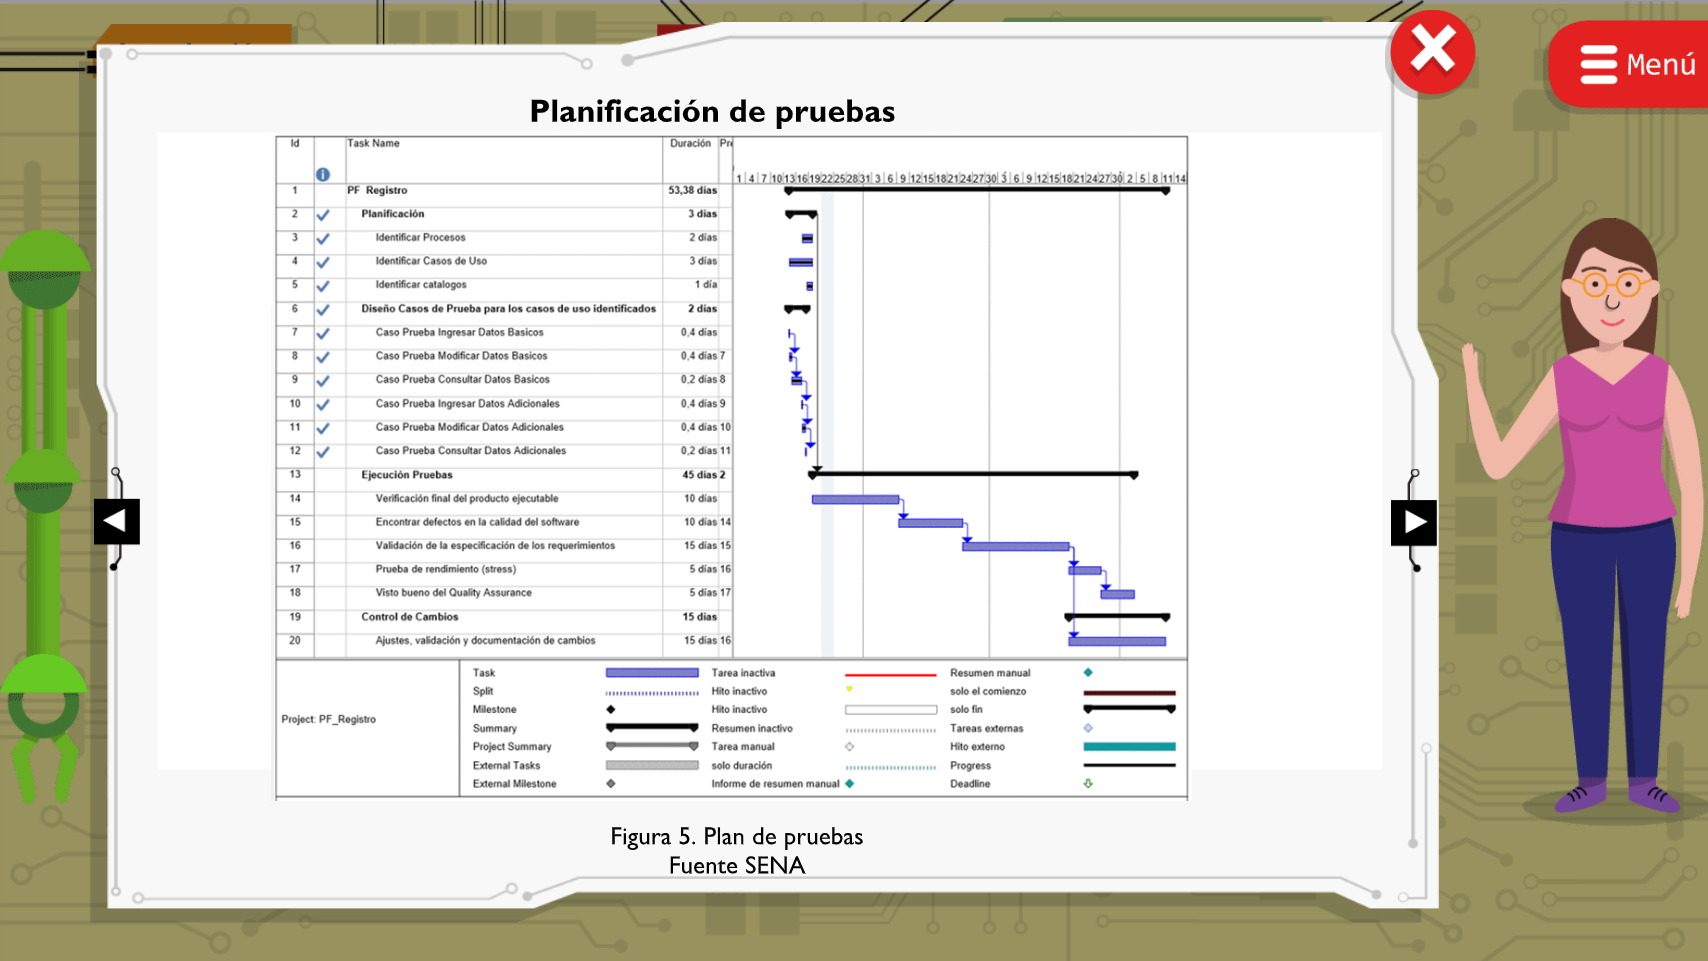 Menú
Planificación de pruebas
Id Task Name Duración Pre
1 4 7 10 13 16 19 22 25 28 31 3 6 9 12 15 18 21 24 27 30 3 6 9 12 15 18 21 24 27 30 2 5 8 11 14
1 PF_Registro 53,38 días
2 Planificación 3 días
3 Identificar Procesos 2 días
4 Identificar Casos de Uso 3 días
5 Identificar catalogos 1 día
6 Diseño Casos de Prueba para los casos de uso identificados 2 días
7 Caso Prueba Ingresar Datos Basicos 0,4 días
8 Caso Prueba Modificar Datos Basicos 0,4 días 7
9 Caso Prueba Consultar Datos Basicos 0,2 días 8
10 Caso Prueba Ingresar Datos Adicionales 0,4 días 9
11 Caso Prueba Modificar Datos Adicionales 0,4 días 10
12 Caso Prueba Consultar Datos Adicionales 0,2 días 11
13 Ejecución Pruebas 45 días 2
14 Verificación final del producto ejecutable 10 días
15 Encontrar defectos en la calidad del software 10 días 14
16 Validación de la especificación de los requerimientos 15 días 15
17 Prueba de rendimiento (stress) 5 días 16
18 Visto bueno del Quality Assurance 5 días 17
19 Control de Cambios 15 días
20 Ajustes, validación y documentación de cambios 15 días 16
Project: PF_Registro
Task Tarea inactiva Resumen manual
Split Hito inactivo solo el comienzo
Milestone Hito inactivo solo fin
Summary Resumen inactivo Tareas externas
Project Summary Tarea manual Hito externo
External Tasks solo duración Progress
External Milestone Informe de resumen manual Deadline
Figura 5. Plan de pruebas
Fuente SENA